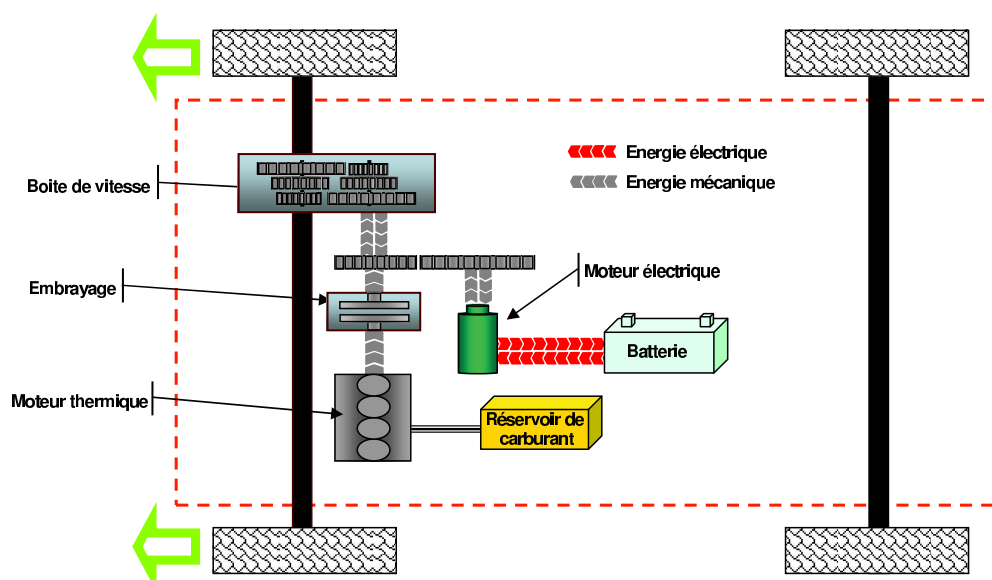 Boite de vitesse
Energie électrique
Energie mécanique
Embrayage
Moteur électrique
Batterie
Moteur thermique
Réservoir de
carburant